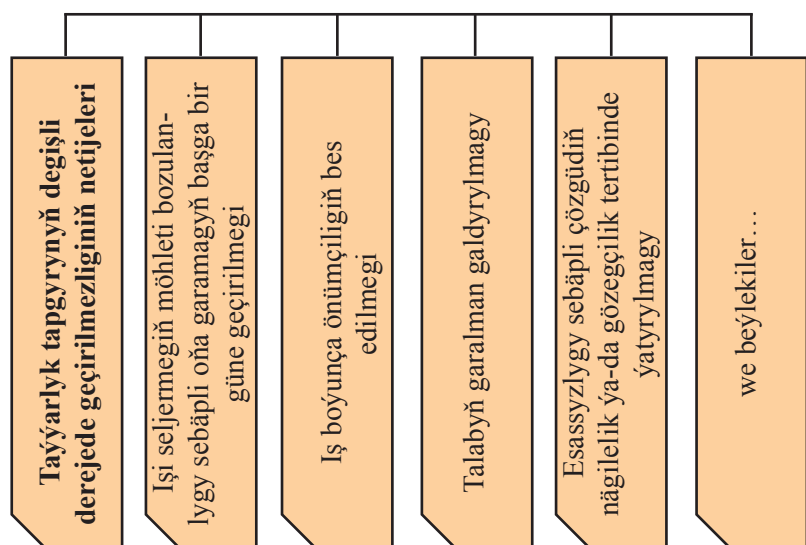 Taýýarlyk tapgyrynyň degişli
derejede geçirilmezliginiň netijeleri
Işi seljermegiň möhleti bozulan-
lygy sebäpli oňa garamagyň başga bir
güne geçirilmegi
Iş boýunça önümçiligiň bes
edilmegi
Talabyň garalman galdyrylmagy
Esassyzlygy sebäpli çözgüdiň
nägilelik ýa-da gözegçilik tertibinde
ýatyrylmagy
we beýlekiler…